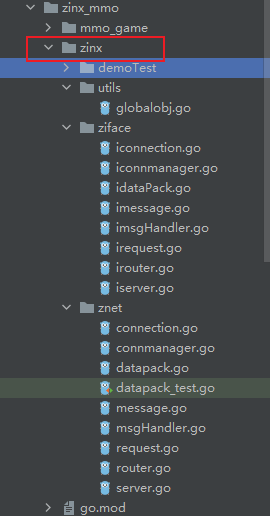 zinx_mmo
mmo_game
zinx
demoTest
utils
globalobj.go
ziface
iconnection.go
iconnmanager.go
idataPack.go
imessage.go
imsgHandler.go
irequest.go
irouter.go
iserver.go
znet
connection.go
connmanager.go
datapack.go
datapack_test.go
message.go
msgHandler.go
request.go
router.go
server.go
go.mod